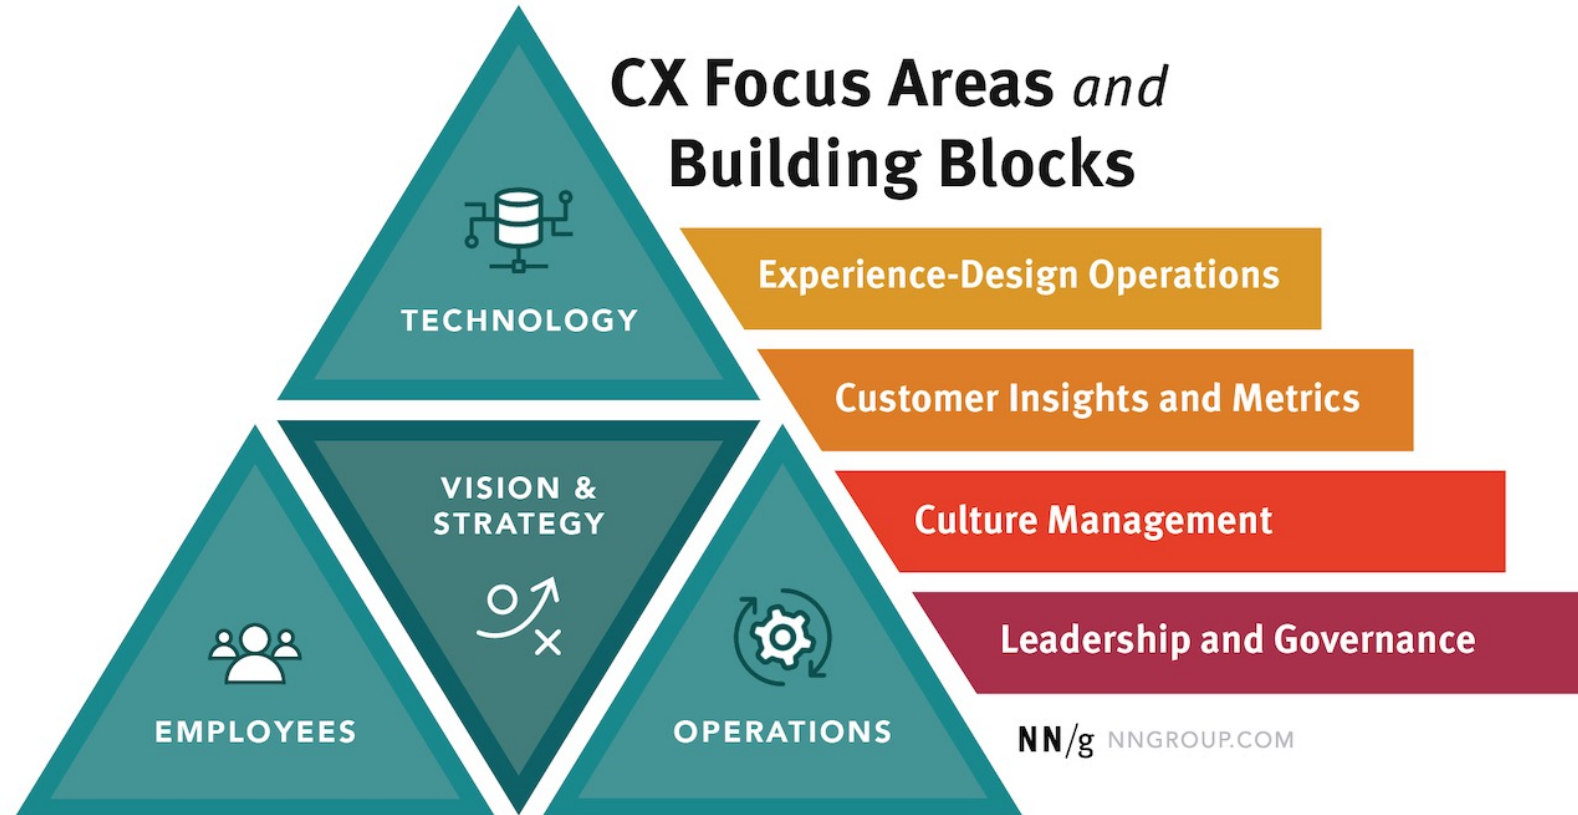 CX Focus Areas and
Building Blocks
TECHNOLOGY
VISION &
STRATEGY
EMPLOYEES
OPERATIONS
Experience-Design Operations
Customer Insights and Metrics
Culture Management
Leadership and Governance
NN/g NNGROUP.COM